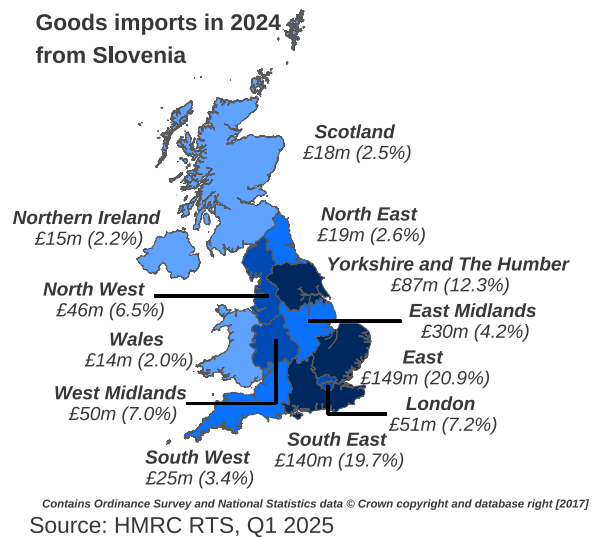 Goods imports in 2024
from Slovenia
Scotland
£18m (2.5%)
Northern Ireland
£15m (2.2%)
North East
£19m (2.6%)
Yorkshire and The Humber
£87m (12.3%)
North West
£46m (6.5%)
East Midlands
£30m (4.2%)
Wales
£14m (2.0%)
East
£149m (20.9%)
West Midlands
£50m (7.0%)
London
£51m (7.2%)
South East
£140m (19.7%)
South West
£25m (3.4%)
Contains Ordinance Survey and National Statistics data © Crown copyright and database right [2017]
Source: HMRC RTS, Q1 2025